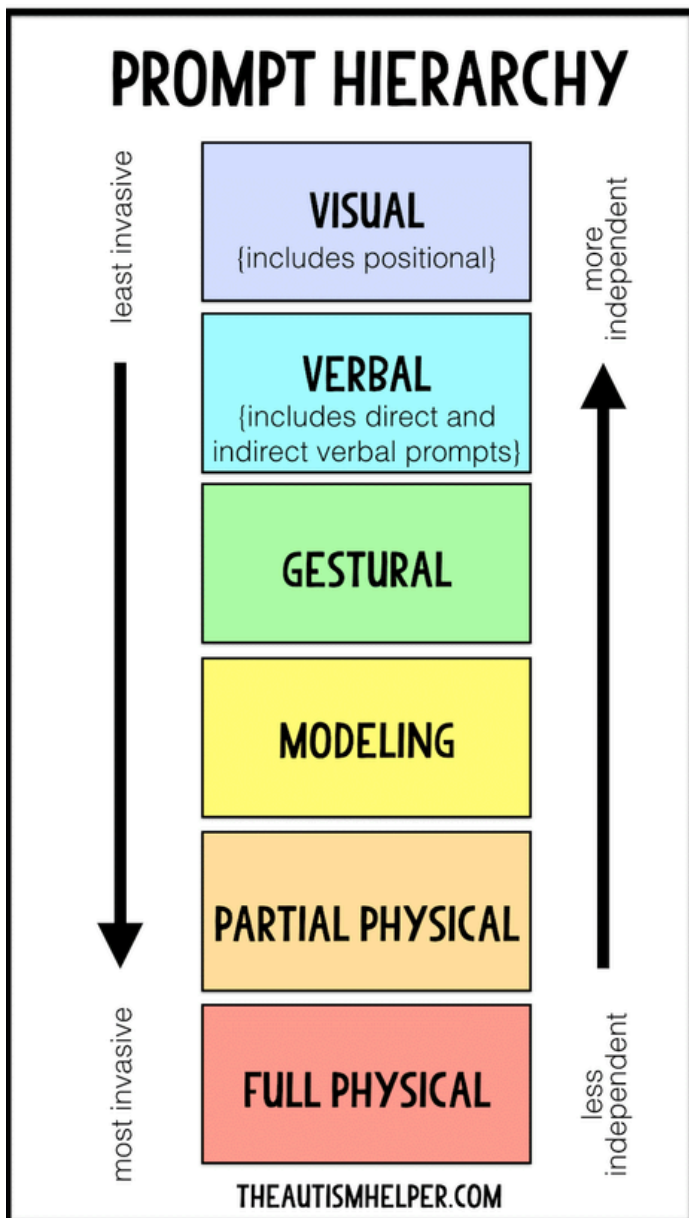 PROMPT HIERARCHY
least invasive
more
independent
VISUAL
{includes positional}
VERBAL
{includes direct and
indirect verbal prompts}
GESTURAL
MODELING
PARTIAL PHYSICAL
most invasive
less
independent
FULL PHYSICAL
THEAUTISMHELPER.COM